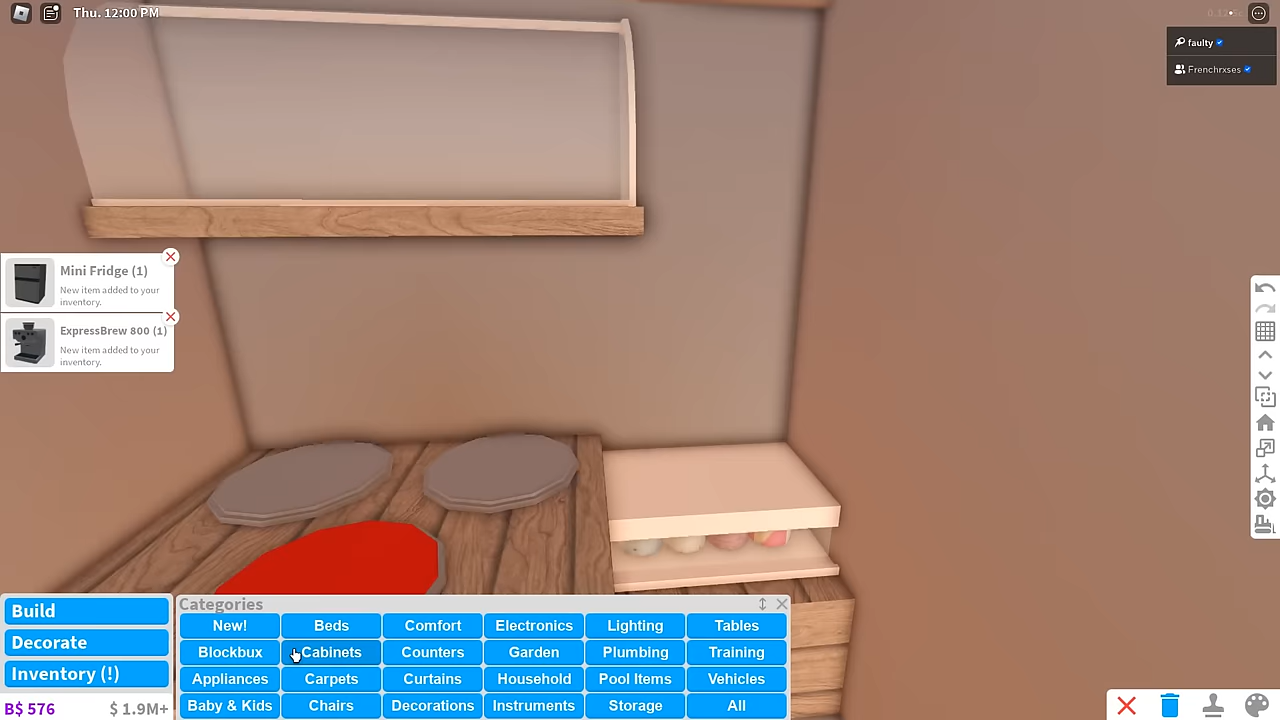 Thu. 12:00 PM
faulty
Frenchrxses
Mini Fridge (1)
New item added to your
inventory.
ExpressBrew 800 (1)
New item added to your
inventory.
Build
Decorate
Inventory (!)
B$ 576 $ 1.9M+
Categories
New! Beds Comfort Electronics Lighting Tables
Blockbux Cabinets Counters Garden Plumbing Training
Appliances Carpets Curtains Household Pool Items Vehicles
Baby & Kids Chairs Decorations Instruments Storage All